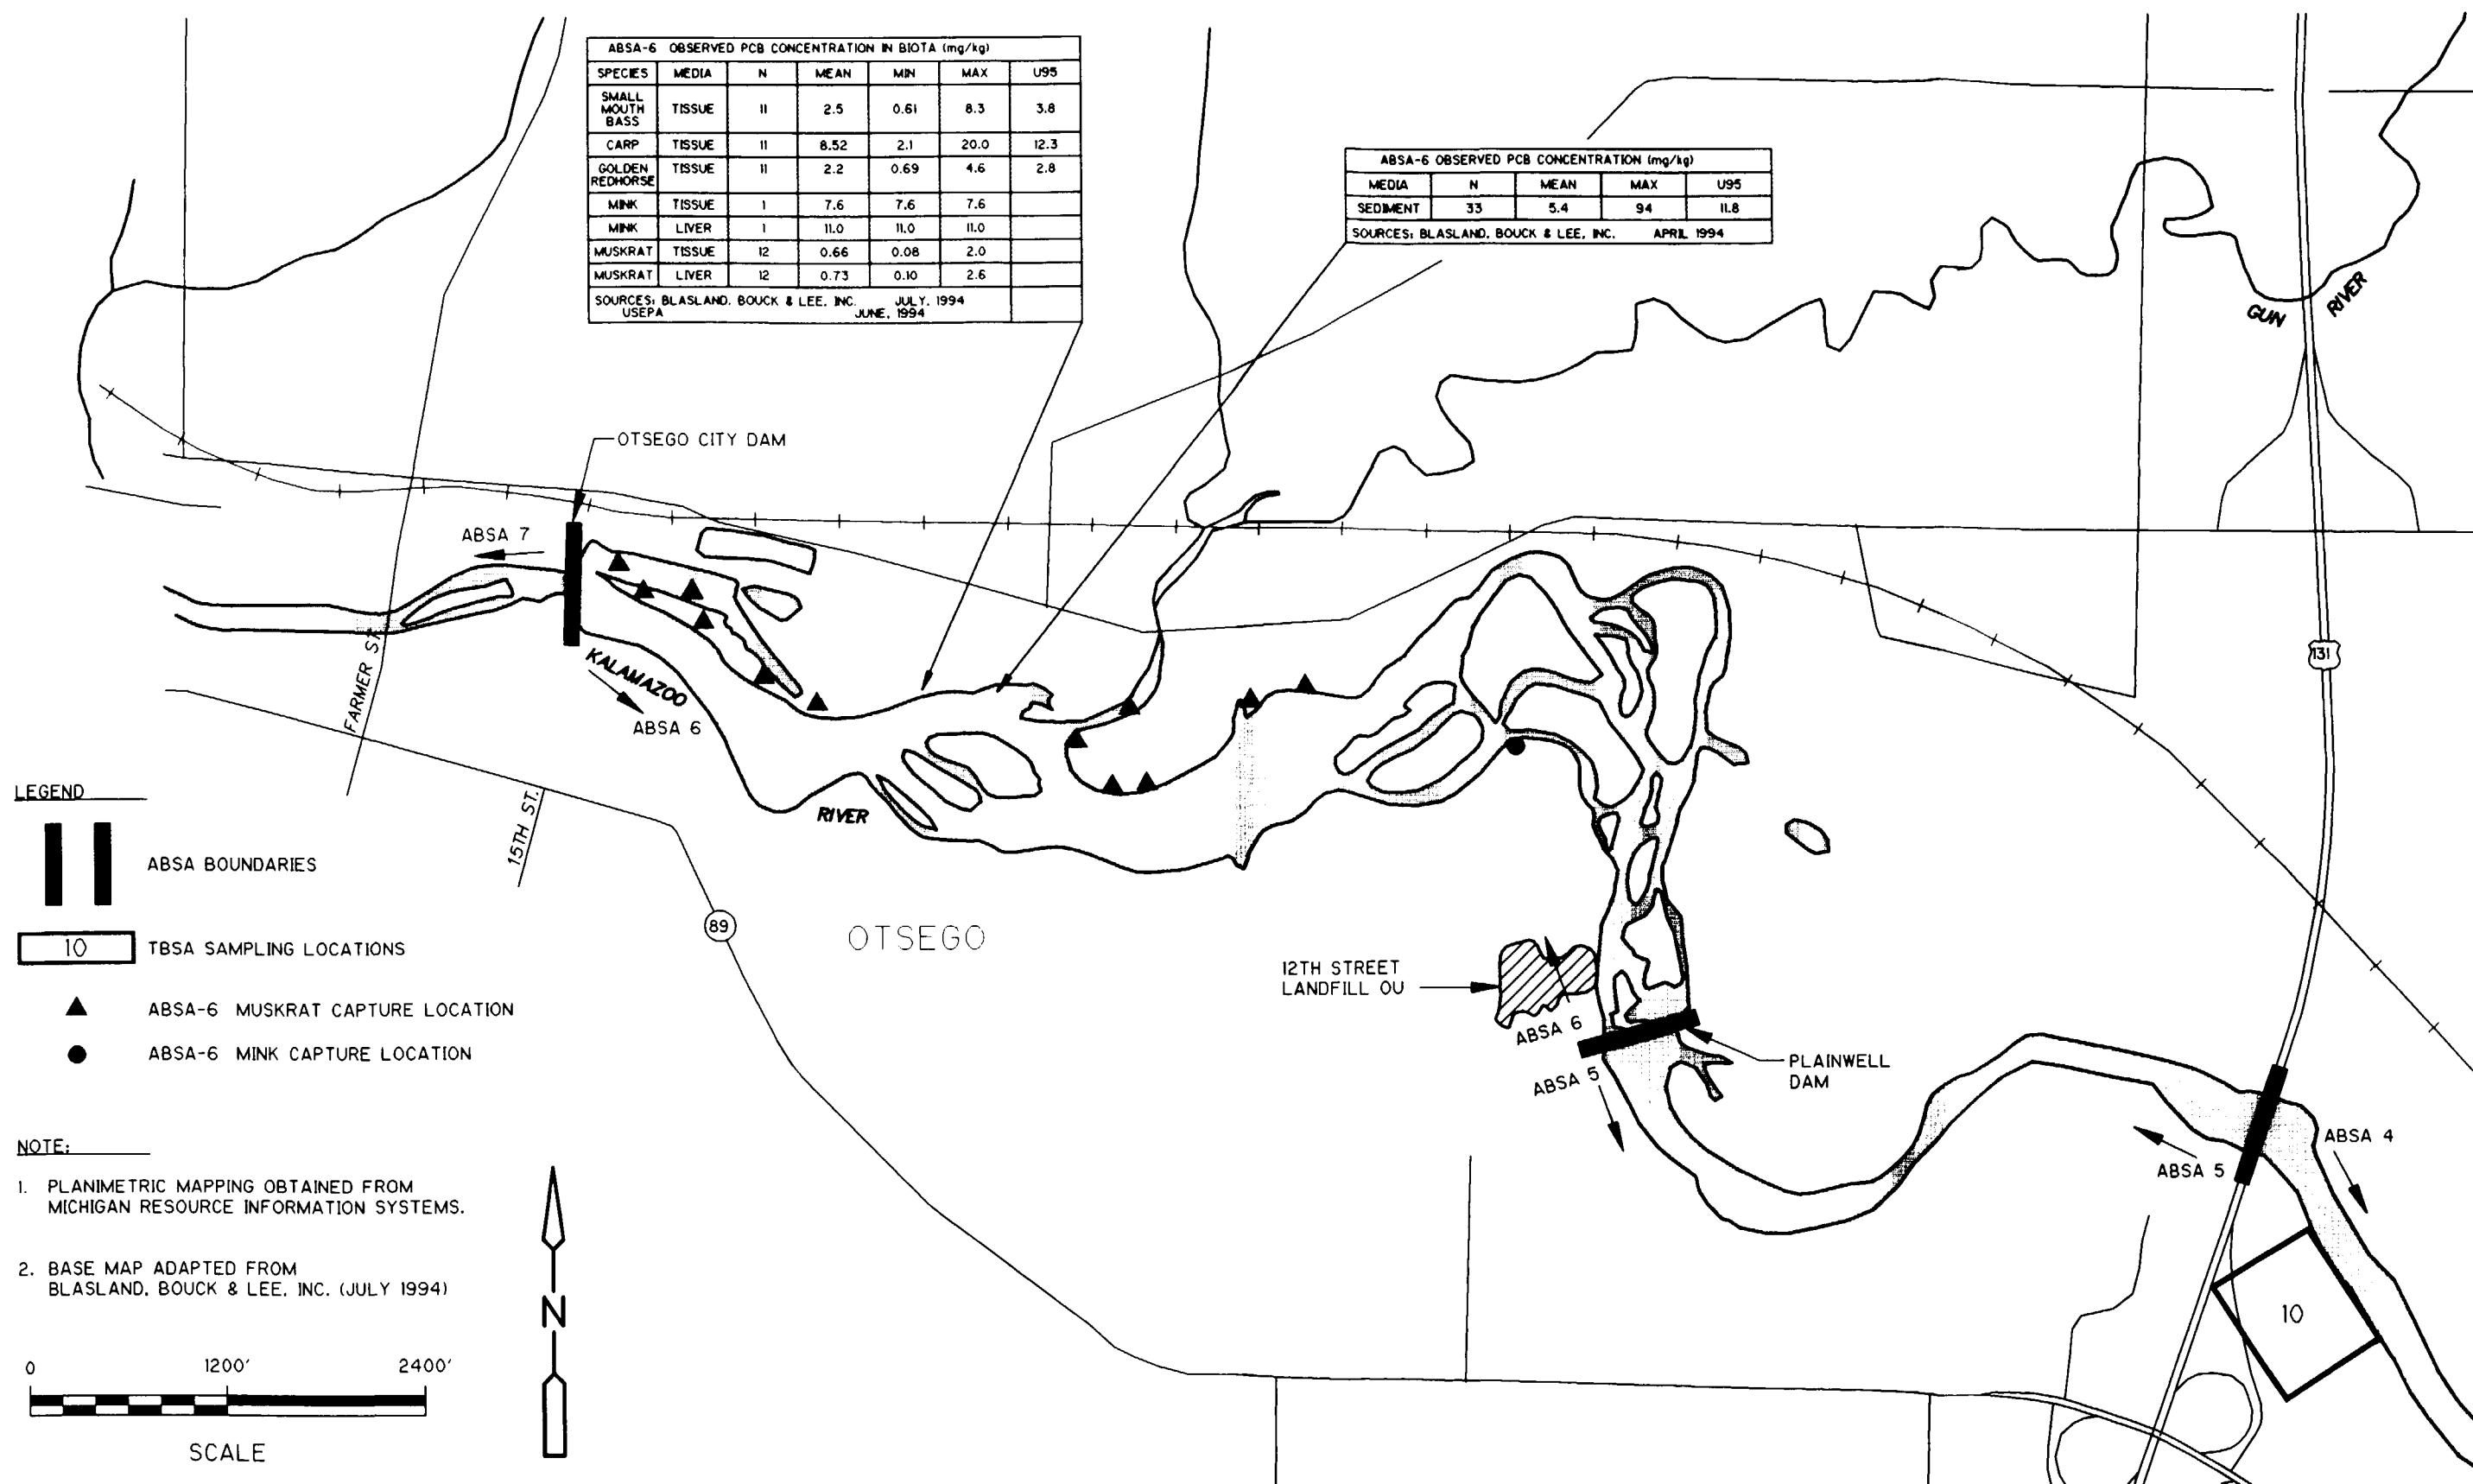 ABSA-6 OBSERVED PCB CONCENTRATION IN BIOTA (mg/kg)
SPECIES MEDIA N MEAN MIN MAX U95
SMALL MOUTH BASS TISSUE 11 2.5 0.61 8.3 3.8
CARP TISSUE 11 8.52 2.1 20.0 12.3
GOLDEN REDHORSE TISSUE 11 2.2 0.69 4.6 2.8
MINK TISSUE 1 7.6 7.6 7.6
MINK LIVER 1 11.0 11.0 11.0
MUSKRAT TISSUE 12 0.66 0.08 2.0
MUSKRAT LIVER 12 0.73 0.10 2.6
SOURCES: BLASLAND, BOUCK & LEE, INC. JULY, 1994
USEPA JUNE, 1994
ABSA-6 OBSERVED PCB CONCENTRATION (mg/kg)
MEDIA N MEAN MAX U95
SEDIMENT 33 5.4 94 11.8
SOURCES: BLASLAND, BOUCK & LEE, INC. APRIL 1994
GUN RIVER
OTSEGO CITY DAM
ABSA 7
FARMER ST.
KALAMAZOO
ABSA 6
RIVER
131
15TH ST.
89
OTSEGO
12TH STREET
LANDFILL OU
ABSA 6
ABSA 5
PLAINWELL
DAM
ABSA 4
ABSA 5
10
LEGEND
ABSA BOUNDARIES
10 TBSA SAMPLING LOCATIONS
ABSA-6 MUSKRAT CAPTURE LOCATION
ABSA-6 MINK CAPTURE LOCATION
NOTE:
1. PLANIMETRIC MAPPING OBTAINED FROM
MICHIGAN RESOURCE INFORMATION SYSTEMS.
2. BASE MAP ADAPTED FROM
BLASLAND, BOUCK & LEE, INC. (JULY 1994)
N
0 1200' 2400'
SCALE